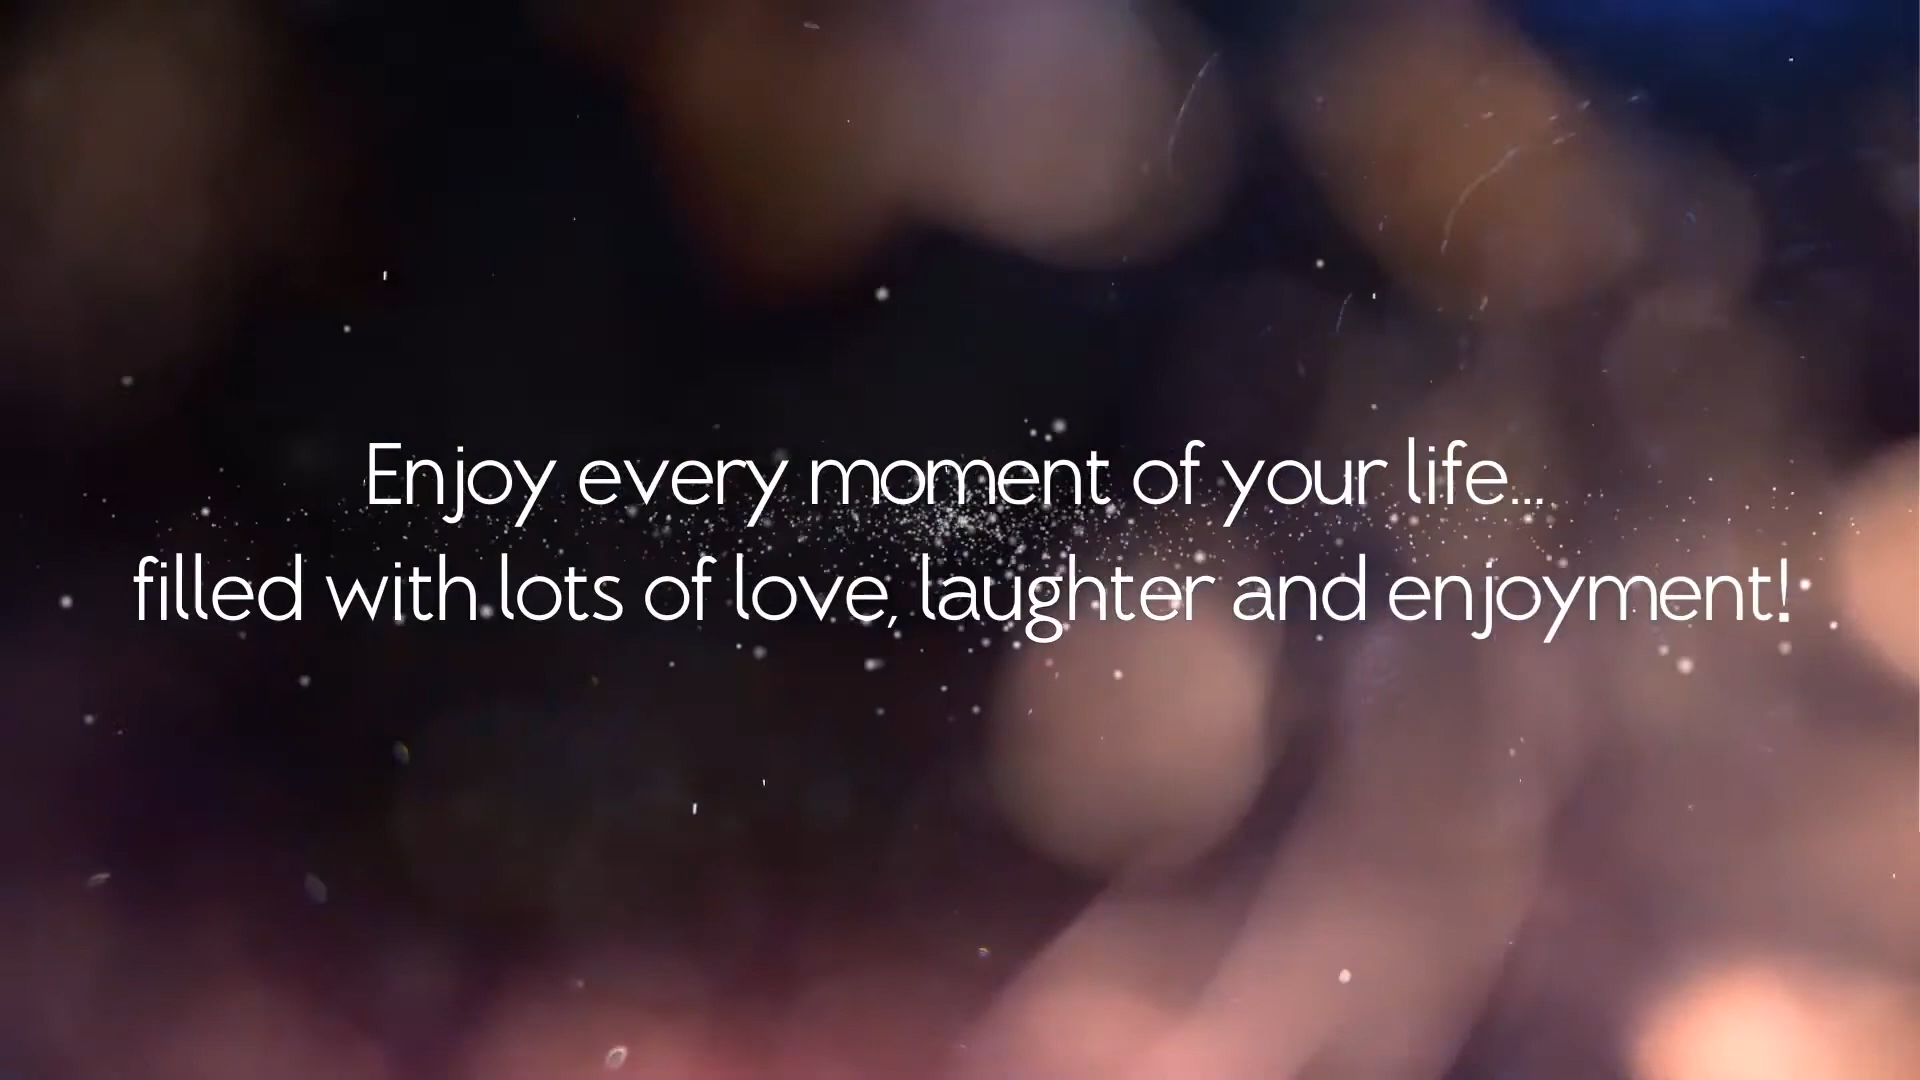 Enjoy every moment of your life...
filled with lots of love, laughter and enjoyment!